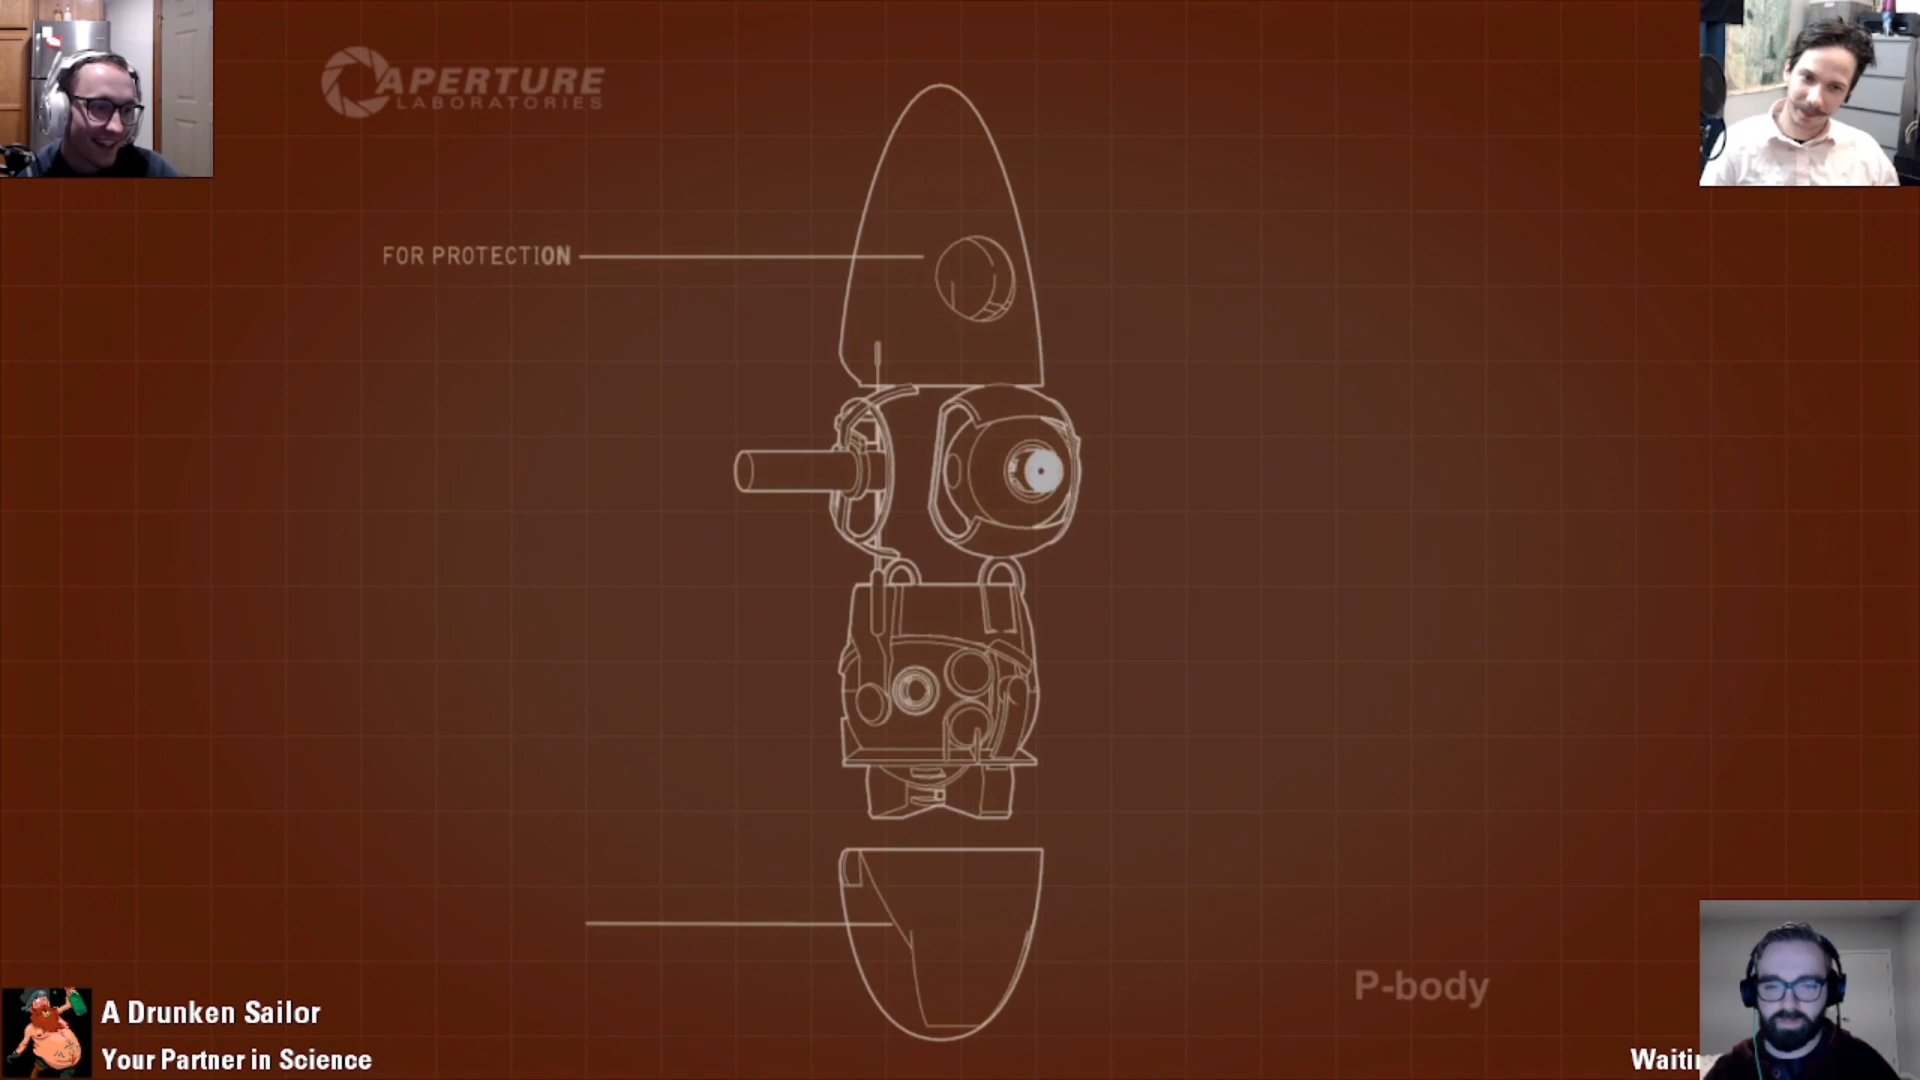 APERTURE
LABORATORIES
FOR PROTECTION
P-body
A Drunken Sailor
Your Partner in Science